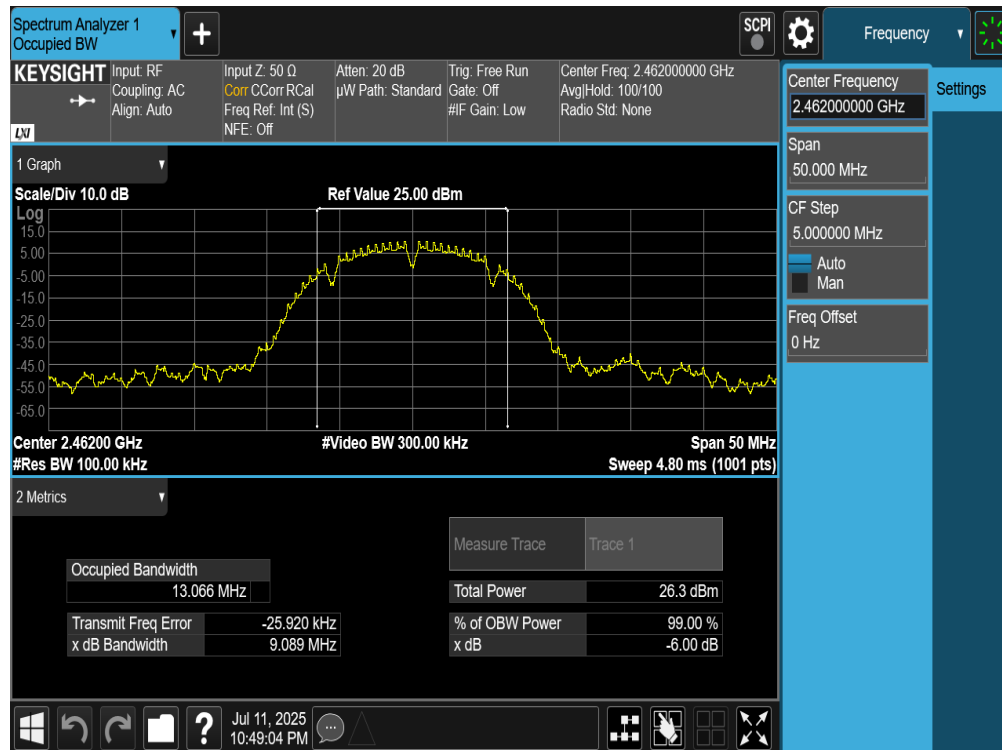 Spectrum Analyzer 1
Occupied BW
+
SCPI
Frequency
KEYSIGHT
LXI
Input: RF
Coupling: AC
Align: Auto
Input Z: 50 Ω
Corr CCorr RCal
Freq Ref: Int (S)
NFE: Off
Atten: 20 dB
µW Path: Standard
Trig: Free Run
Gate: Off
#IF Gain: Low
Center Freq: 2.462000000 GHz
Avg|Hold: 100/100
Radio Std: None
Center Frequency
2.462000000 GHz
Settings
Span
50.000 MHz
CF Step
5.000000 MHz
Auto
Man
Freq Offset
0 Hz
1 Graph
Scale/Div 10.0 dB
Ref Value 25.00 dBm
Log
15.0
5.00
-5.00
-15.0
-25.0
-35.0
-45.0
-55.0
-65.0
Center 2.46200 GHz
#Video BW 300.00 kHz
Span 50 MHz
#Res BW 100.00 kHz
Sweep 4.80 ms (1001 pts)
2 Metrics
Measure Trace
Trace 1
Occupied Bandwidth
13.066 MHz
Total Power
26.3 dBm
Transmit Freq Error
-25.920 kHz
% of OBW Power
99.00 %
x dB Bandwidth
9.089 MHz
x dB
-6.00 dB
?
Jul 11, 2025
10:49:04 PM